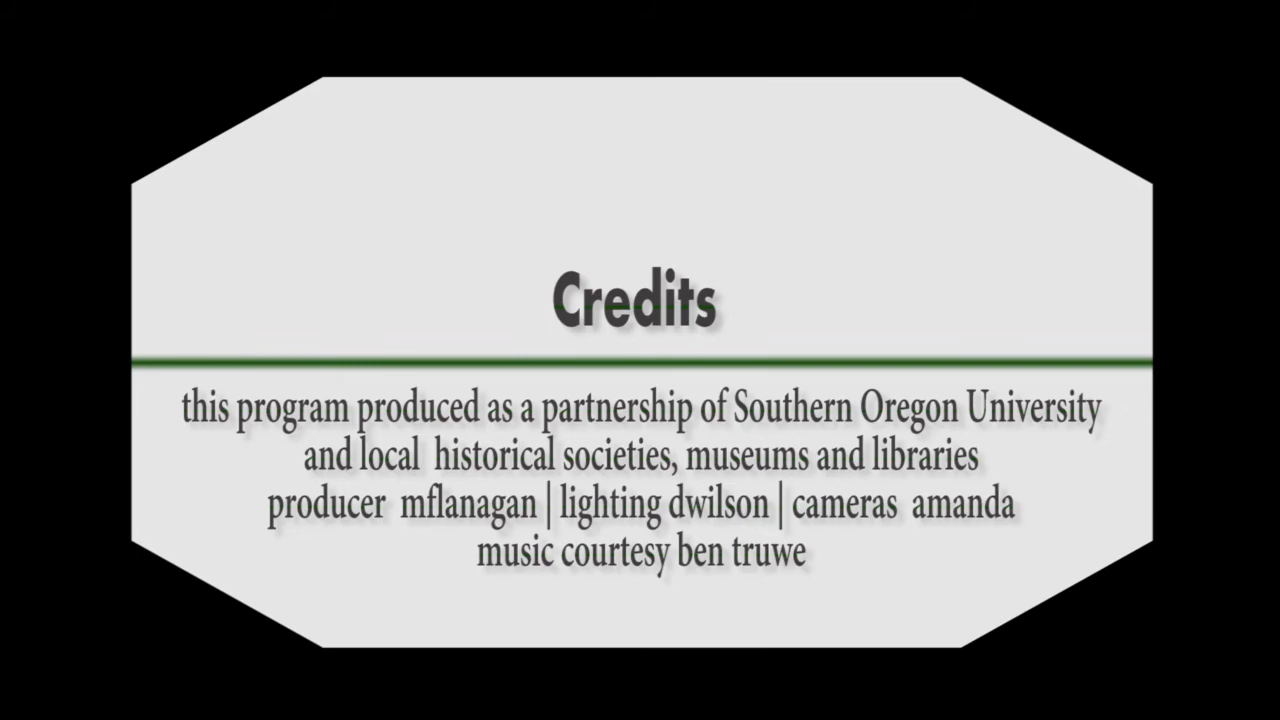 Credits
this program produced as a partnership of Southern Oregon University
and local historical societies, museums and libraries
producer mflanagan | lighting dwilson | cameras amanda
music courtesy ben truwe